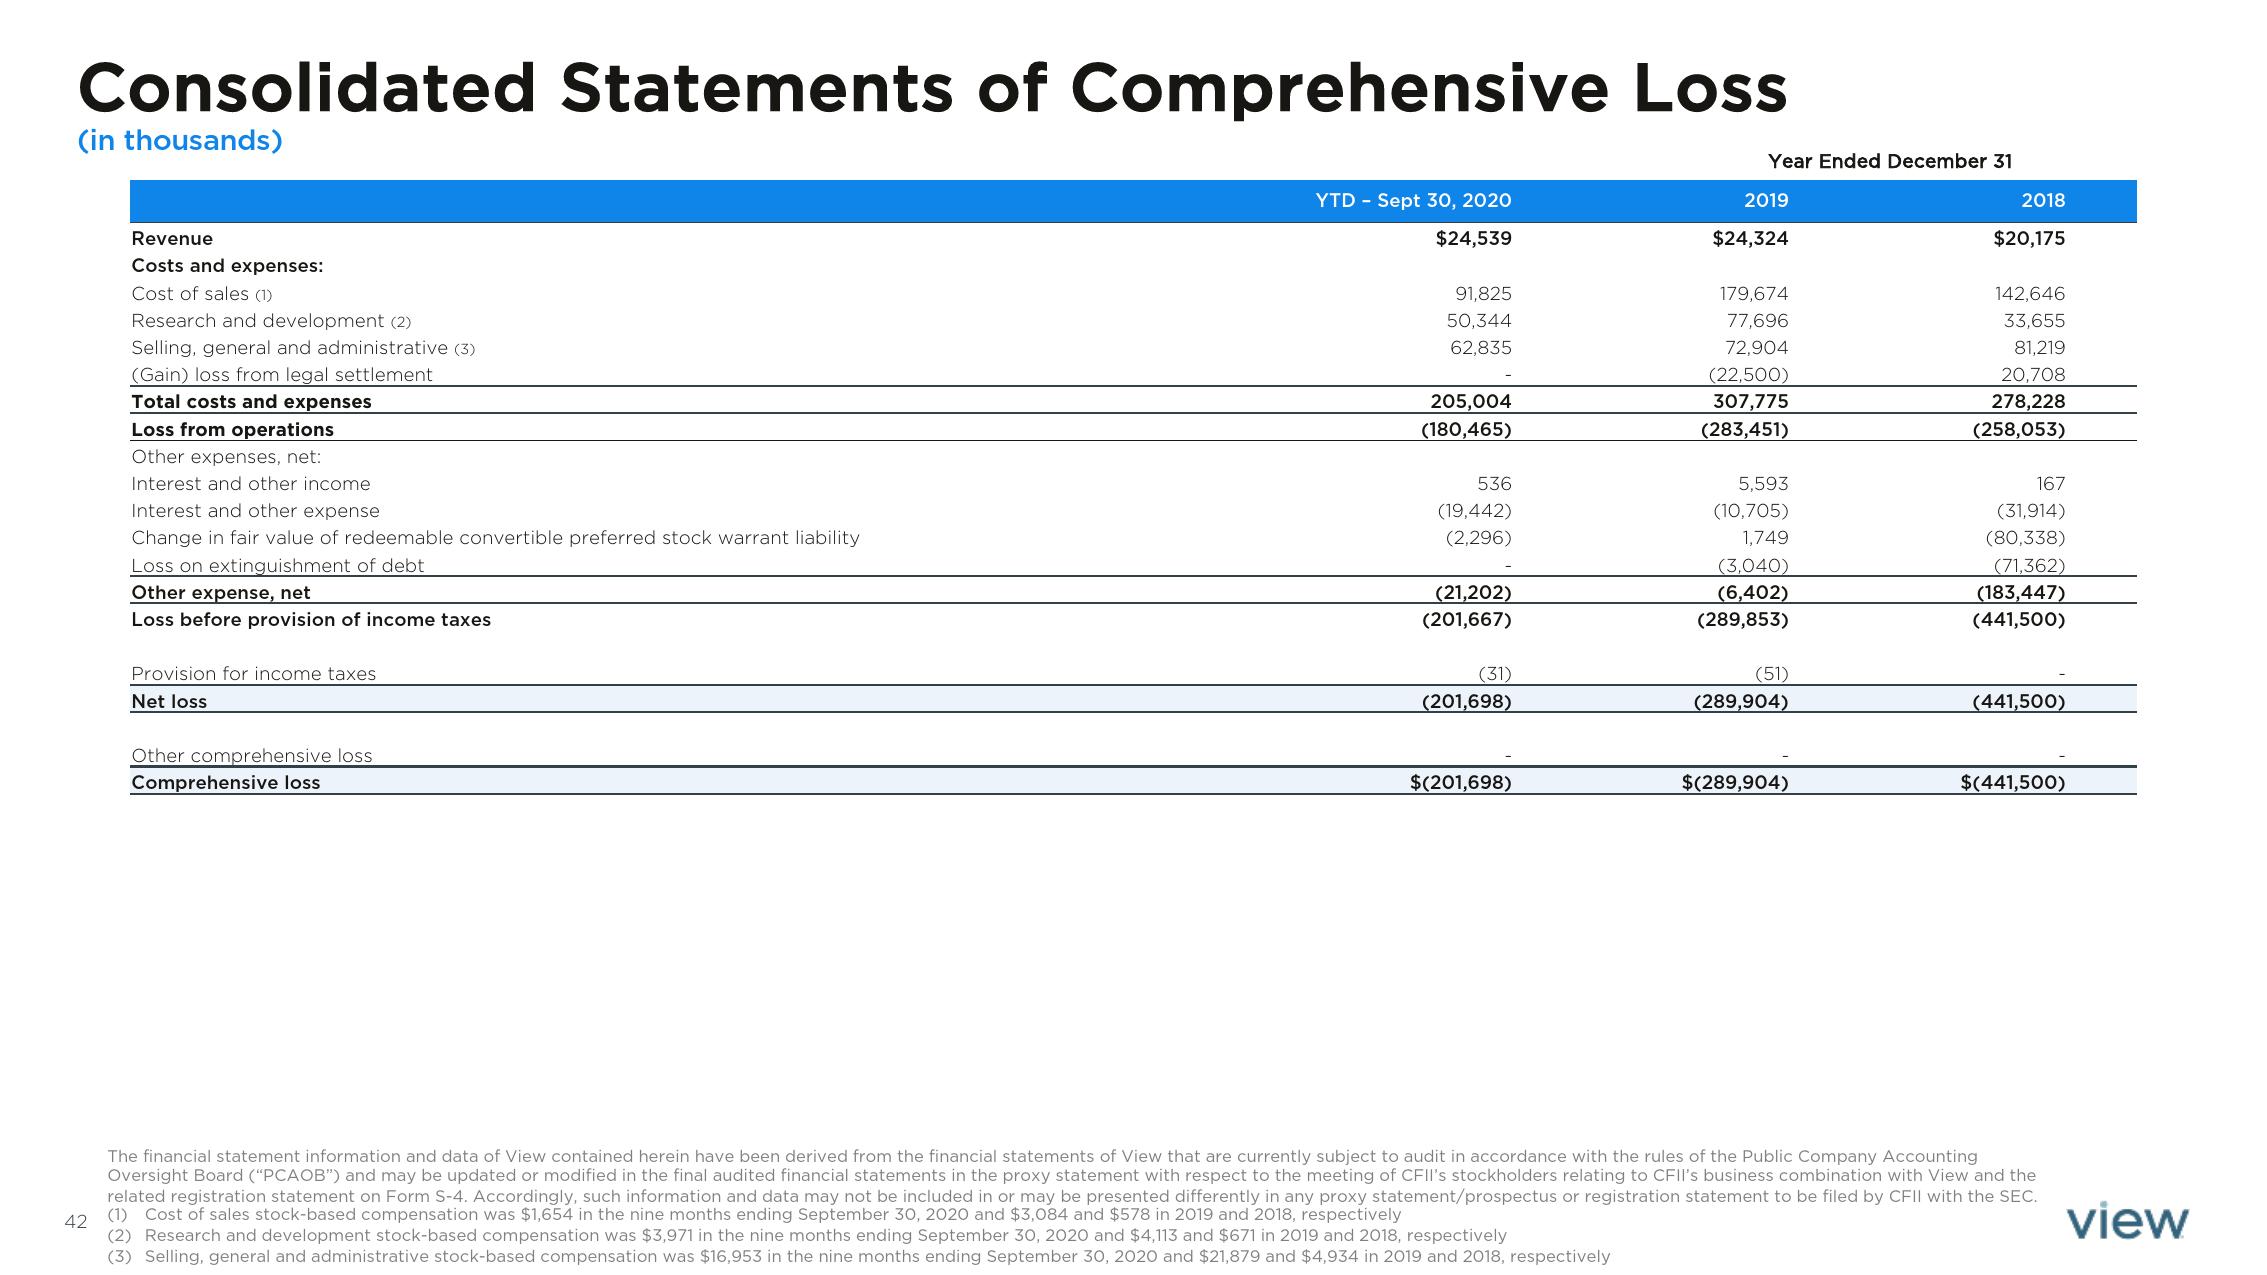 Consolidated Statements of Comprehensive Loss
(in thousands)
Year Ended December 31
YTD – Sept 30, 2020 2019 2018
Revenue $24,539 $24,324 $20,175
Costs and expenses:
Cost of sales (1) 91,825 179,674 142,646
Research and development (2) 50,344 77,696 33,655
Selling, general and administrative (3) 62,835 72,904 81,219
(Gain) loss from legal settlement - (22,500) 20,708
Total costs and expenses 205,004 307,775 278,228
Loss from operations (180,465) (283,451) (258,053)
Other expenses, net:
Interest and other income 536 5,593 167
Interest and other expense (19,442) (10,705) (31,914)
Change in fair value of redeemable convertible preferred stock warrant liability (2,296) 1,749 (80,338)
Loss on extinguishment of debt - (3,040) (71,362)
Other expense, net (21,202) (6,402) (183,447)
Loss before provision of income taxes (201,667) (289,853) (441,500)
Provision for income taxes (31) (51) -
Net loss (201,698) (289,904) (441,500)
Other comprehensive loss - - -
Comprehensive loss $(201,698) $(289,904) $(441,500)
The financial statement information and data of View contained herein have been derived from the financial statements of View that are currently subject to audit in accordance with the rules of the Public Company Accounting
Oversight Board (“PCAOB”) and may be updated or modified in the final audited financial statements in the proxy statement with respect to the meeting of CFII’s stockholders relating to CFII’s business combination with View and the
related registration statement on Form S-4. Accordingly, such information and data may not be included in or may be presented differently in any proxy statement/prospectus or registration statement to be filed by CFII with the SEC.
(1) Cost of sales stock-based compensation was $1,654 in the nine months ending September 30, 2020 and $3,084 and $578 in 2019 and 2018, respectively
(2) Research and development stock-based compensation was $3,971 in the nine months ending September 30, 2020 and $4,113 and $671 in 2019 and 2018, respectively
(3) Selling, general and administrative stock-based compensation was $16,953 in the nine months ending September 30, 2020 and $21,879 and $4,934 in 2019 and 2018, respectively
42
view